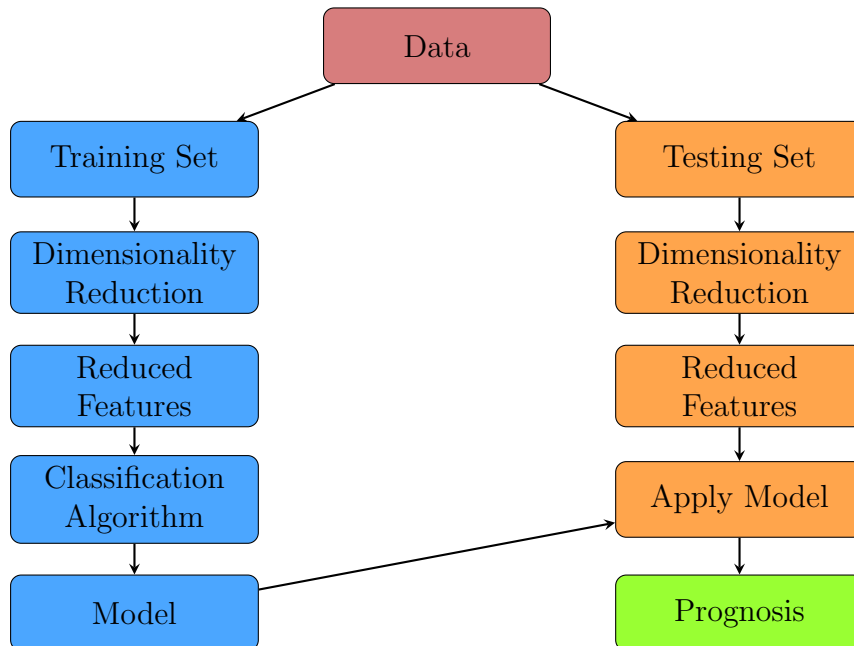 Data
Training Set
Testing Set
Dimensionality
Reduction
Dimensionality
Reduction
Reduced
Features
Reduced
Features
Classification
Algorithm
Apply Model
Model
Prognosis